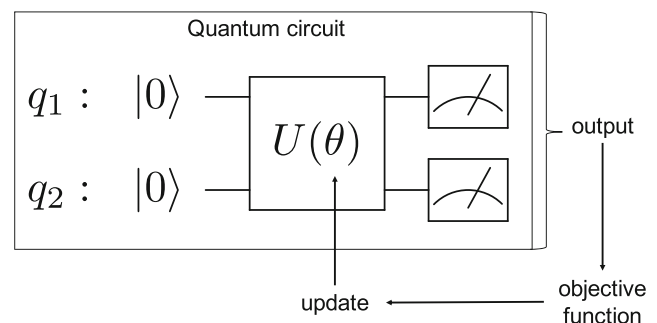 Quantum circuit
q₁ : |0⟩
U(θ)
q₂ : |0⟩
output
update
objective
function